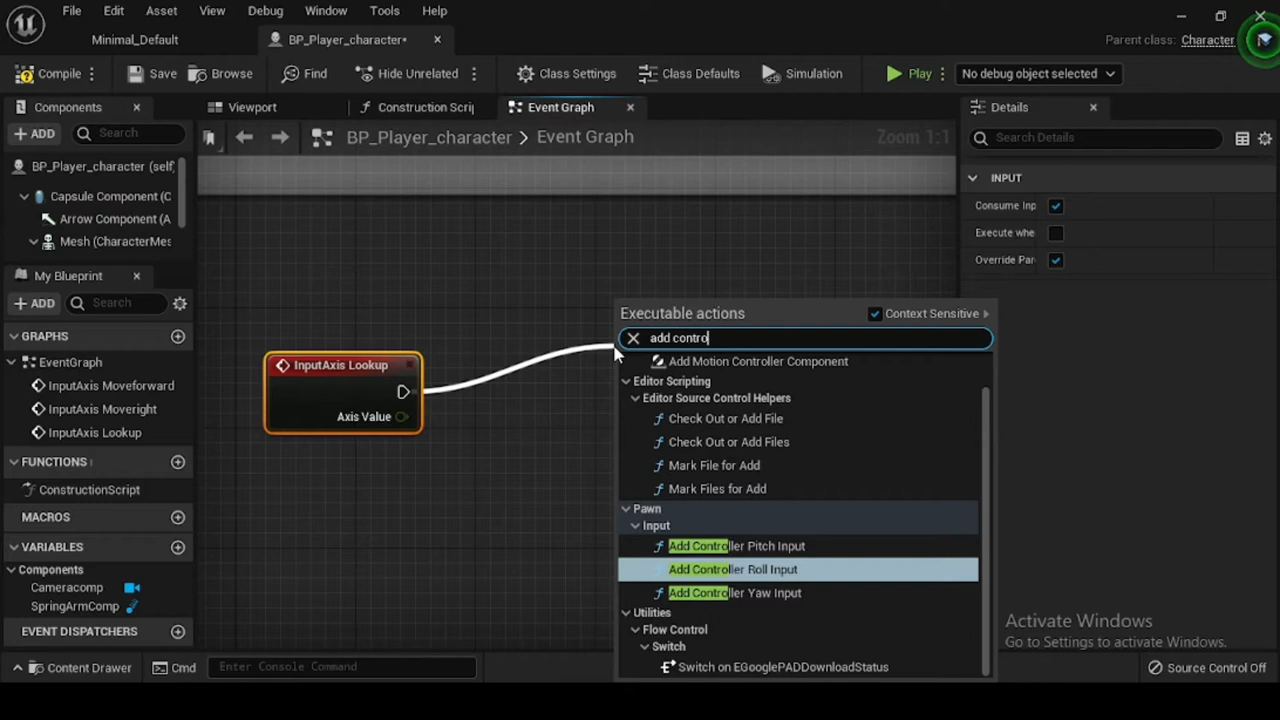 File Edit Asset View Debug Window Tools Help
Minimal_Default
BP_Player_character*
Parent class: Character
Compile Save Browse Find Hide Unrelated Class Settings Class Defaults Simulation Play No debug object selected
Components
Viewport
Construction Scrip
Event Graph
Details
ADD Search
BP_Player_character > Event Graph
Zoom 1:1
Search Details
BP_Player_character (self)
Capsule Component (C
Arrow Component (A
Mesh (CharacterMes
INPUT
Consume Inp
Execute whe
Override Par
My Blueprint
ADD Search
GRAPHS
EventGraph
InputAxis Moveforward
InputAxis Moveright
InputAxis Lookup
FUNCTIONS
ConstructionScript
MACROS
VARIABLES
Components
Cameracomp
SpringArmComp
EVENT DISPATCHERS
InputAxis Lookup
Axis Value
Executable actions
Context Sensitive
add contro
Add Motion Controller Component
Editor Scripting
Editor Source Control Helpers
Check Out or Add File
Check Out or Add Files
Mark File for Add
Mark Files for Add
Pawn
Input
Add Controller Pitch Input
Add Controller Roll Input
Add Controller Yaw Input
Utilities
Flow Control
Switch
Switch on EGooglePADDownloadStatus
Activate Windows
Go to Settings to activate Windows.
Content Drawer
Cmd
Enter Console Command
Source Control Off